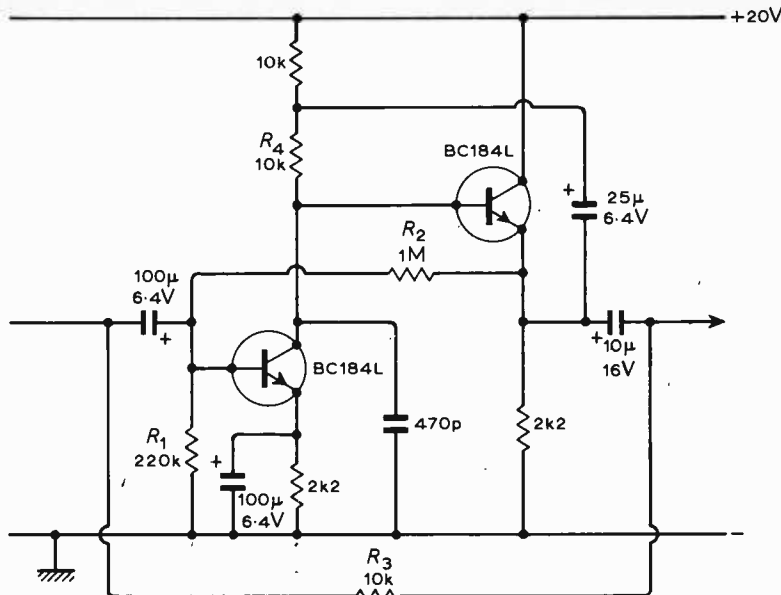 +20V
10k
R4
10k
BC184L
+
25μ
6·4V
R2
1M
100μ
6·4V
+
BC184L
+
10μ
16V
R1
220k
+
100μ
6·4V
2k2
470p
2k2
-
R3
10k